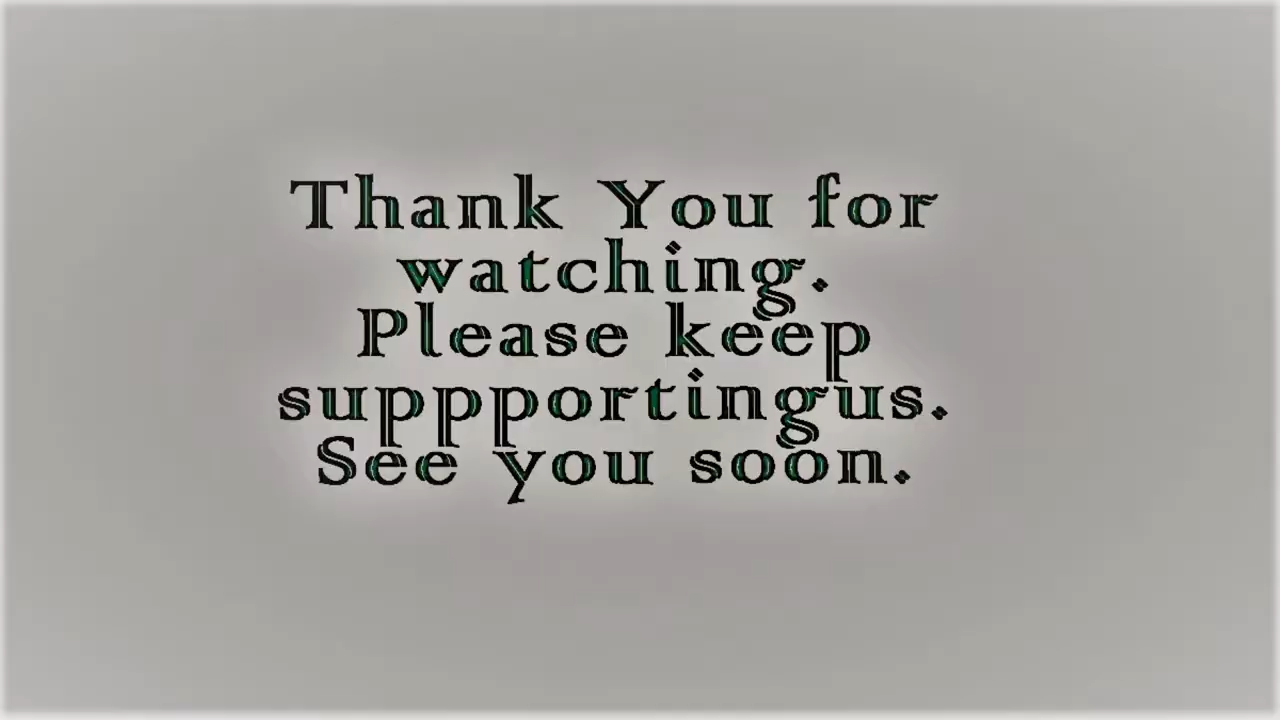 Thank You for
watching.
Please keep
suppportingus.
See you soon.